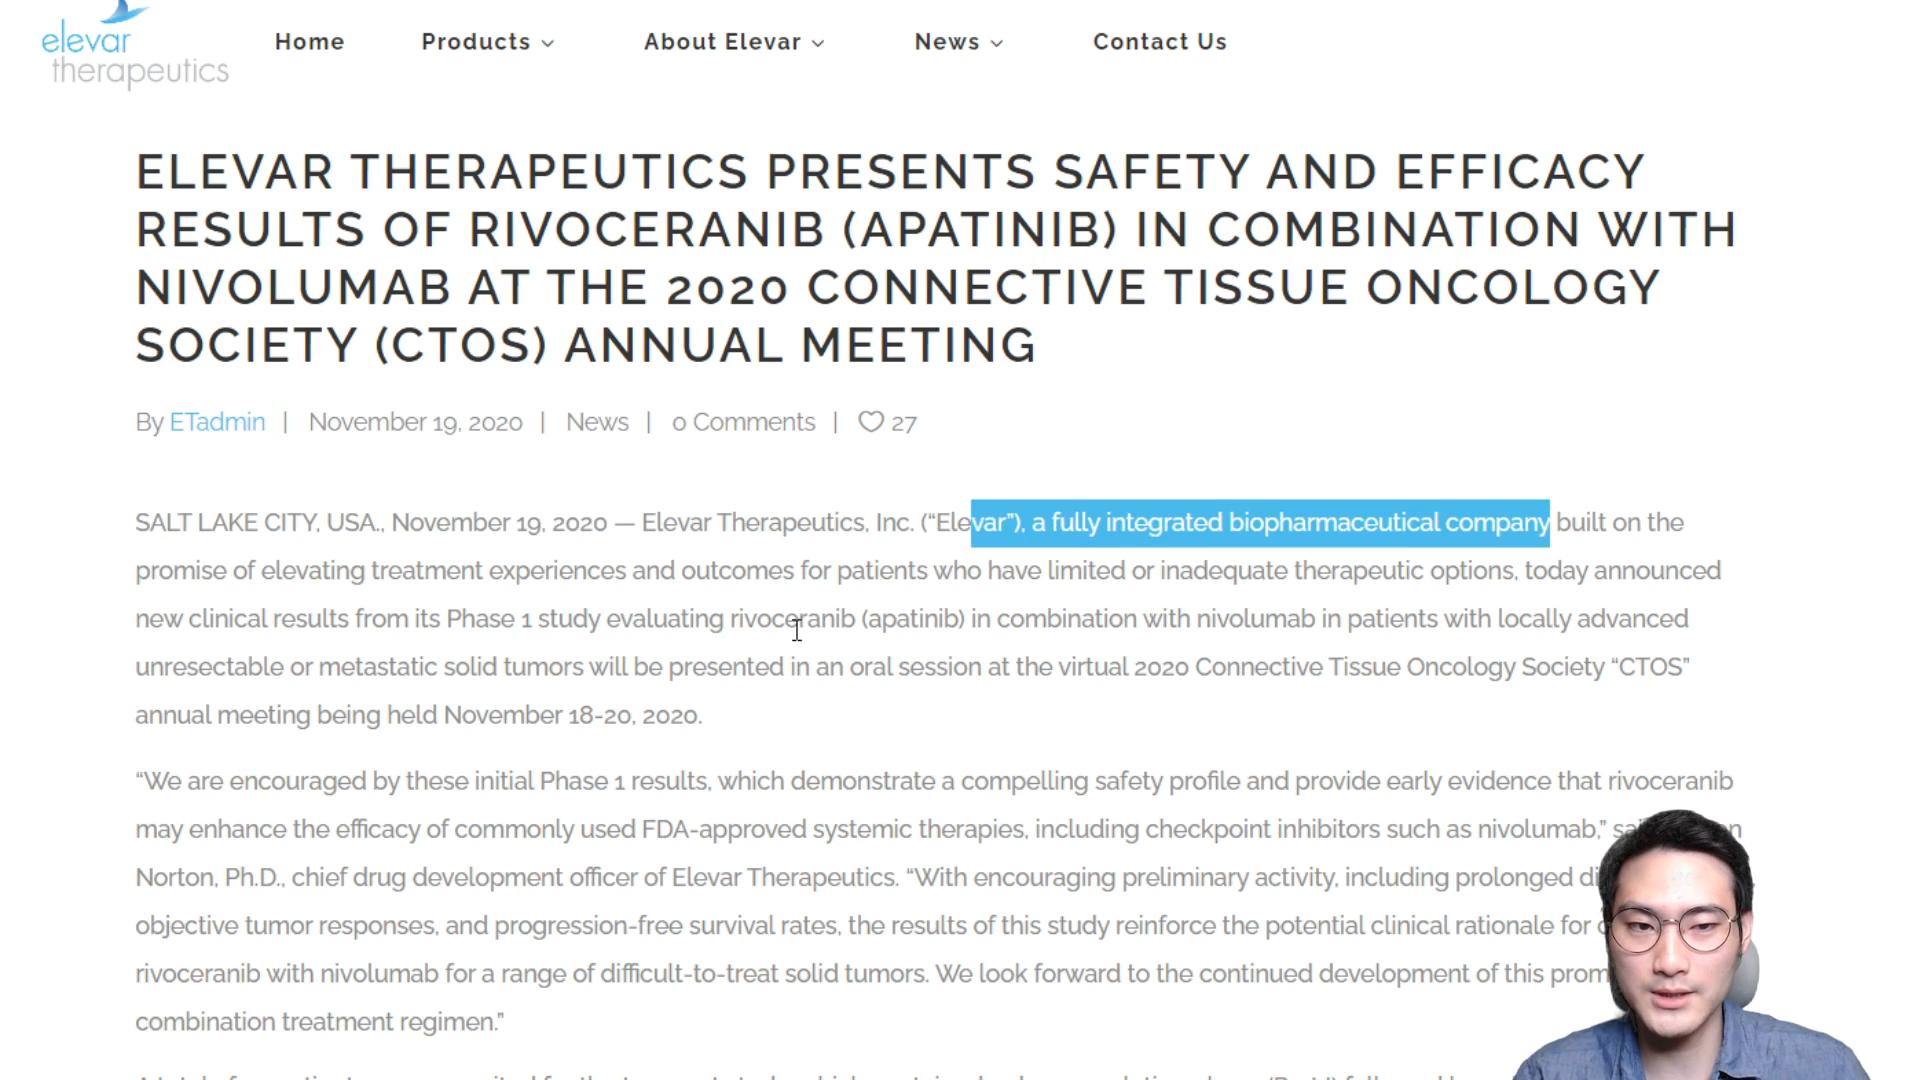 elevar
therapeutics
Home
Products
About Elevar
News
Contact Us
ELEVAR THERAPEUTICS PRESENTS SAFETY AND EFFICACY
RESULTS OF RIVOCERANIB (APATINIB) IN COMBINATION WITH
NIVOLUMAB AT THE 2020 CONNECTIVE TISSUE ONCOLOGY
SOCIETY (CTOS) ANNUAL MEETING
By ETadmin | November 19, 2020 | News | 0 Comments | 27
SALT LAKE CITY, USA., November 19, 2020 — Elevar Therapeutics, Inc. (“Elevar”), a fully integrated biopharmaceutical company built on the
promise of elevating treatment experiences and outcomes for patients who have limited or inadequate therapeutic options, today announced
new clinical results from its Phase 1 study evaluating rivoceranib (apatinib) in combination with nivolumab in patients with locally advanced
unresectable or metastatic solid tumors will be presented in an oral session at the virtual 2020 Connective Tissue Oncology Society “CTOS”
annual meeting being held November 18-20, 2020.
“We are encouraged by these initial Phase 1 results, which demonstrate a compelling safety profile and provide early evidence that rivoceranib
may enhance the efficacy of commonly used FDA-approved systemic therapies, including checkpoint inhibitors such as nivolumab,”
Norton, Ph.D., chief drug development officer of Elevar Therapeutics. “With encouraging preliminary activity, including prolonged
objective tumor responses, and progression-free survival rates, the results of this study reinforce the potential clinical rationale for
rivoceranib with nivolumab for a range of difficult-to-treat solid tumors. We look forward to the continued development of this
combination treatment regimen.”